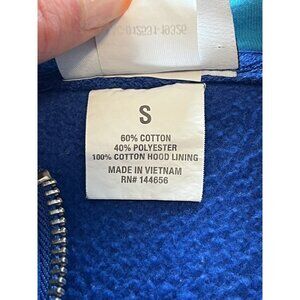 S
60% COTTON
40% POLYESTER
100% COTTON HOOD LINING
MADE IN VIETNAM
RN# 144656